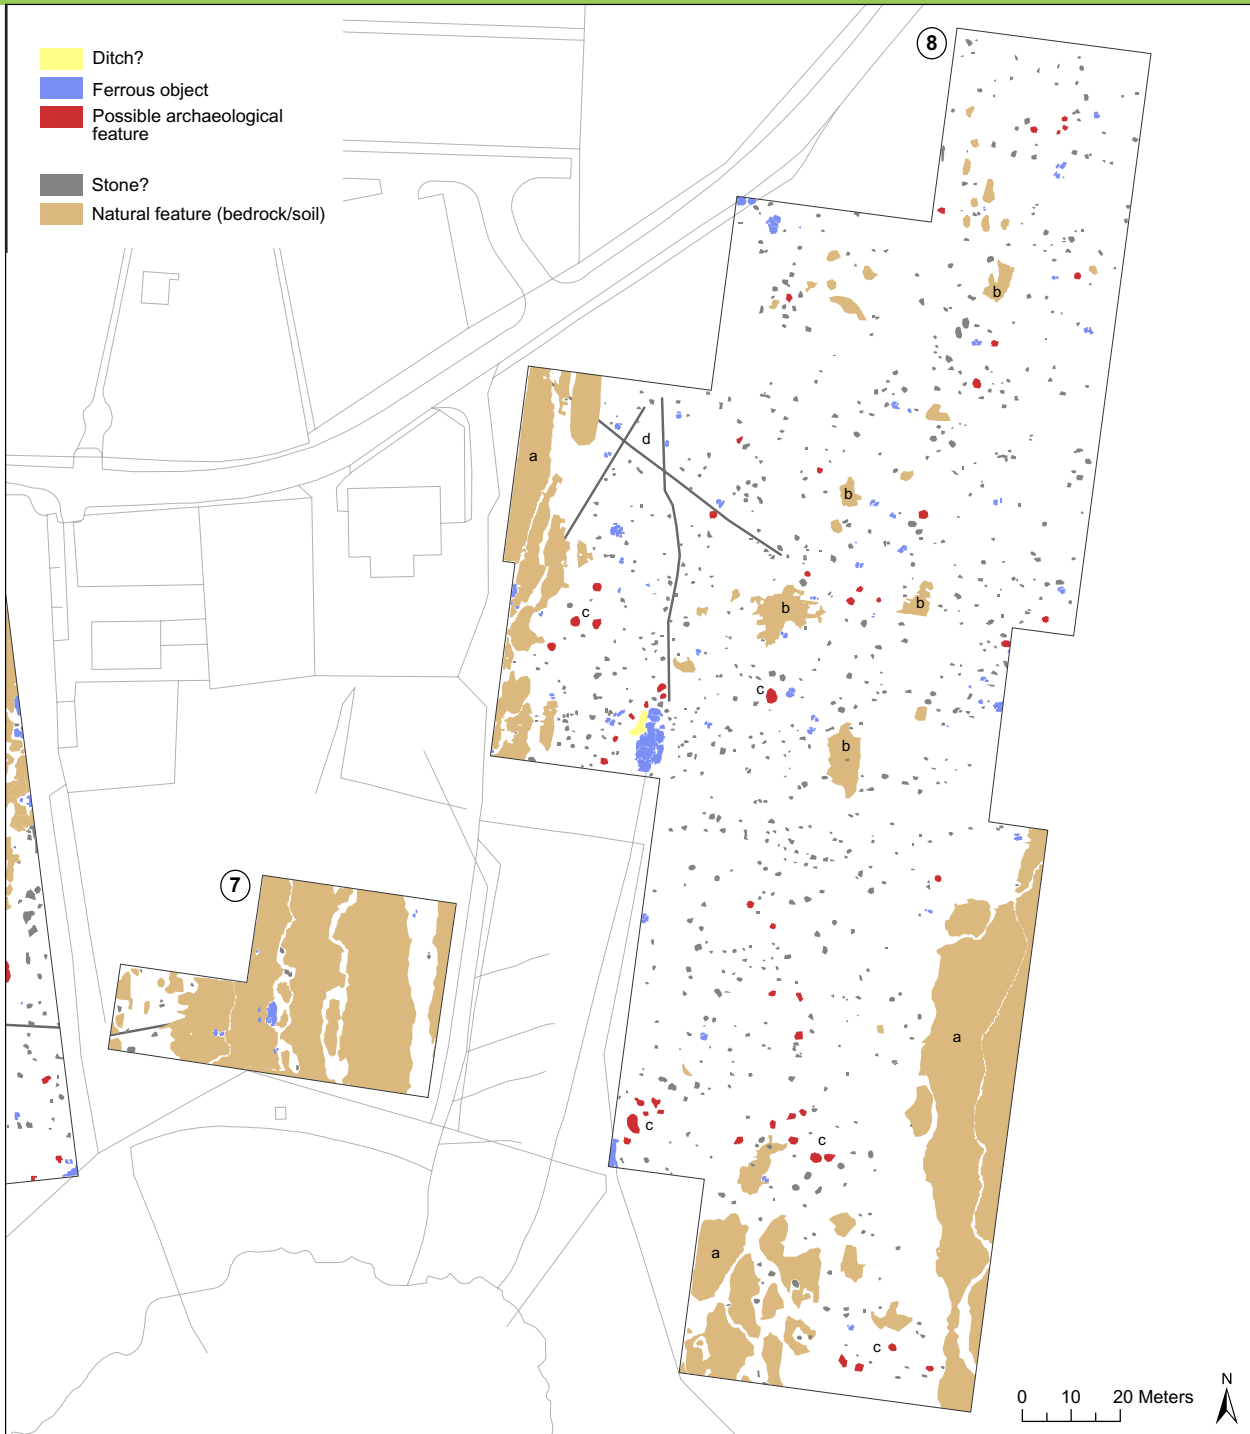 Ditch?
Ferrous object
Possible archaeological
feature
Stone?
Natural feature (bedrock/soil)
8
b
a
d
b
b
b
c
c
b
7
a
c
c
a
c
N
0 10 20 Meters